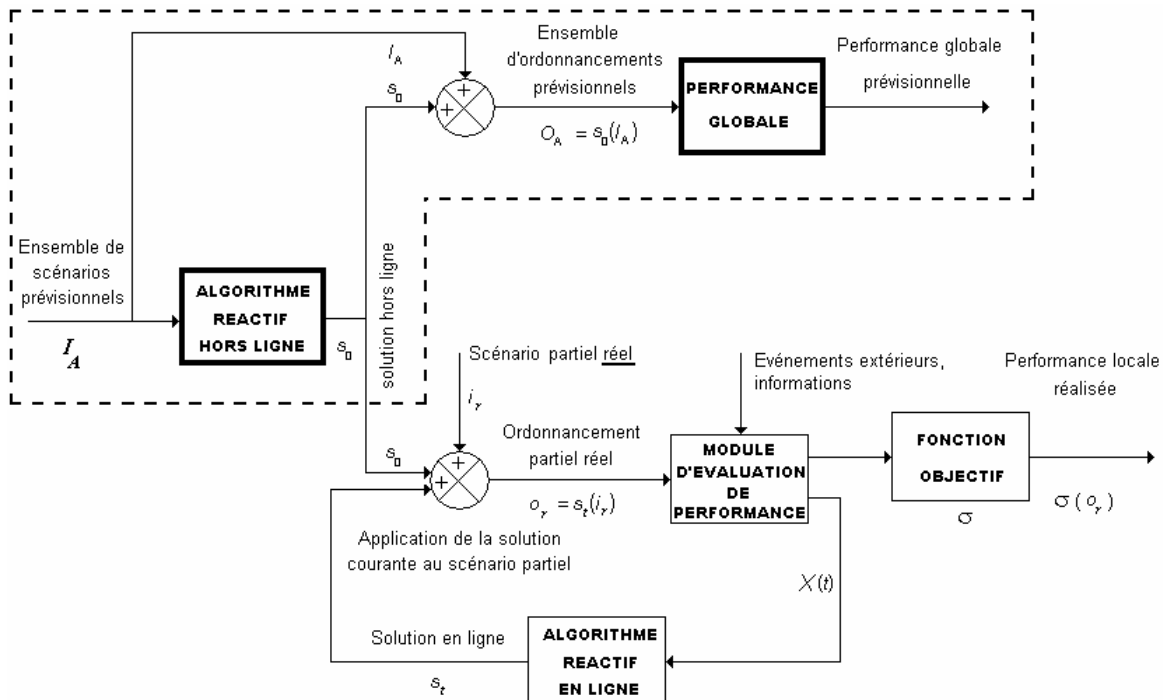 I_A
s_0
Ensemble
d'ordonnancements
prévisionnels
O_A = s_0(I_A)
PERFORMANCE
GLOBALE
Performance globale
prévisionnelle
+
+
Ensemble de
scénarios
prévisionnels
I_A
ALGORITHME
REACTIF
HORS LIGNE
s_0
solution hors ligne
Scénario partiel réel
i_r
Evénements extérieurs,
informations
Performance locale
réalisée
s_0
+
+
Ordonnancement
partiel réel
o_r = s_t(i_r)
MODULE
D'EVALUATION
DE
PERFORMANCE
FONCTION
OBJECTIF
σ
σ(o_r)
Application de la solution
courante au scénario partiel
X(t)
Solution en ligne
s_t
ALGORITHME
REACTIF
EN LIGNE